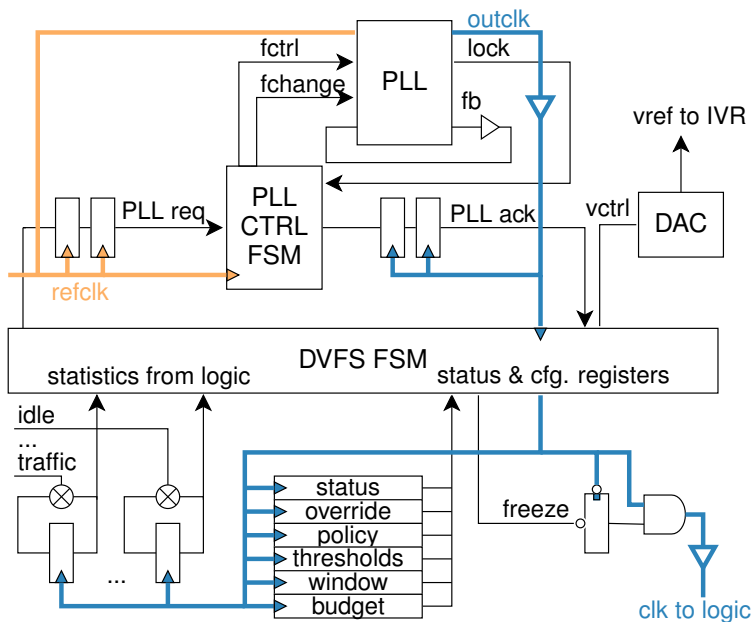 outclk
fctrl
lock
fchange
PLL
fb
vref to IVR
PLL req
PLL
CTRL
FSM
PLL ack
vctrl
DAC
refclk
DVFS FSM
statistics from logic
status & cfg. registers
idle
...
traffic
status
override
policy
thresholds
window
budget
freeze
...
clk to logic